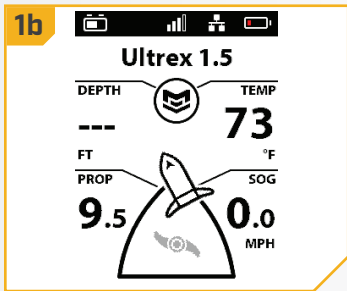 1b
Ultrex 1.5
DEPTH
TEMP
---
73
FT
°F
PROP
SOG
9.5
0.0
MPH